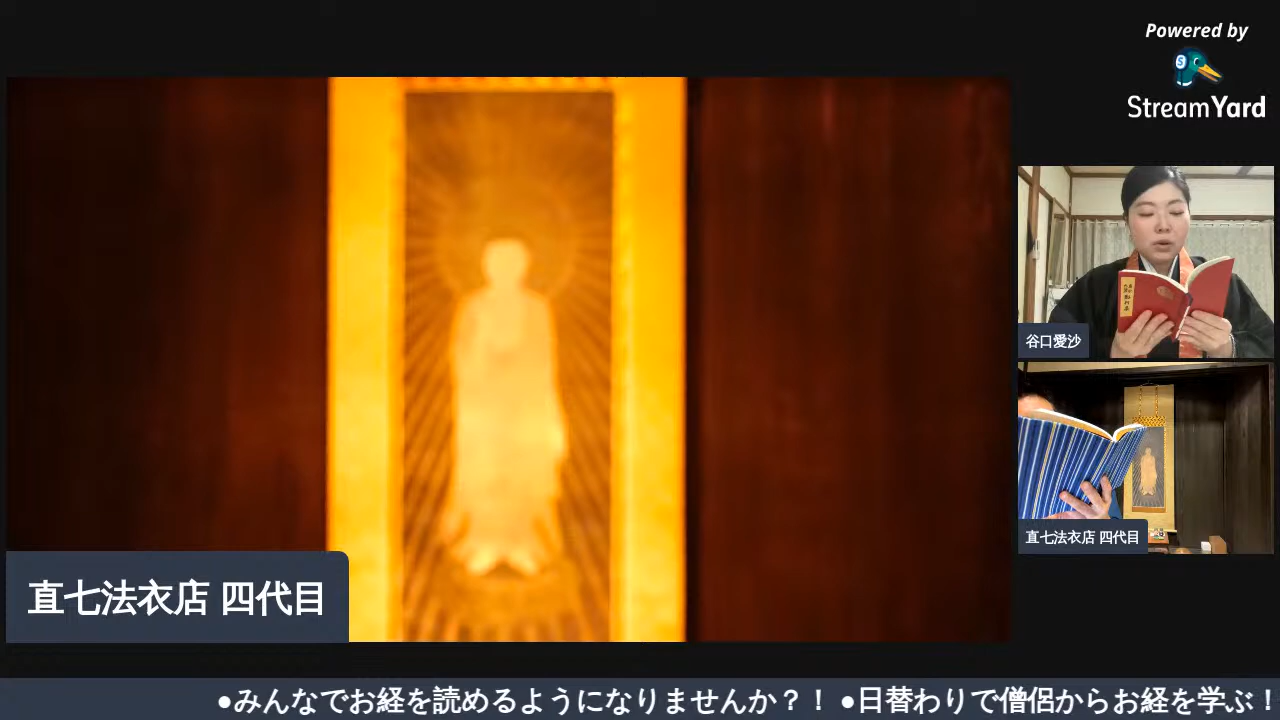 Powered by
StreamYard
谷口愛沙
直七法衣店 四代目
直七法衣店 四代目
●みんなでお経を読めるようになりませんか？！ ●日替わりで僧侶からお経を学ぶ！